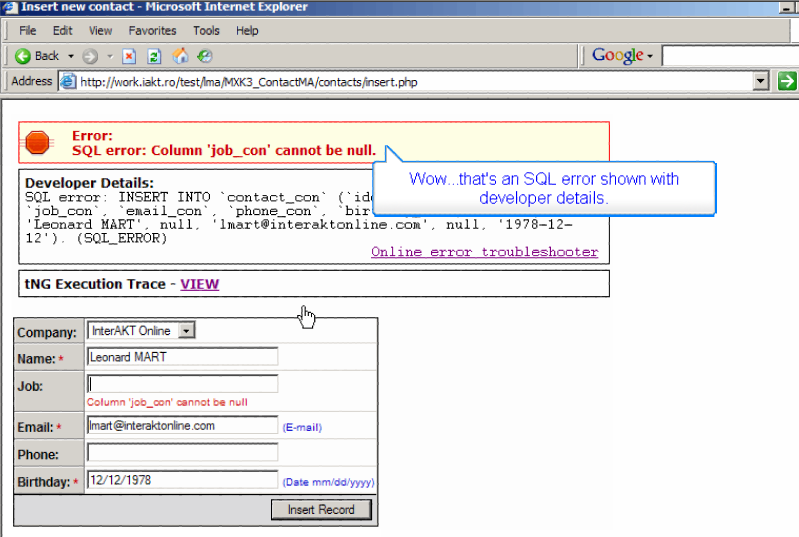 Insert new contact - Microsoft Internet Explorer
File Edit View Favorites Tools Help
Back Google
Address http://work.iakt.ro/test/lma/MXK3_ContactMA/contacts/insert.php
Error:
SQL error: Column 'job_con' cannot be null.
Wow...that's an SQL error shown with
developer details.
Developer Details:
SQL error: INSERT INTO `contact_con` (
`job_con`, `email_con`, `phone_con`,
'Leonard MART', null, 'lmart@interaktonline.com', null, '1978-12-
12'). (SQL_ERROR)
Online error troubleshooter
tNG Execution Trace - VIEW
Company: InterAKT Online
Name: * Leonard MART
Job:
Column 'job_con' cannot be null
Email: * lmart@interaktonline.com (E-mail)
Phone:
Birthday: * 12/12/1978 (Date mm/dd/yyyy)
Insert Record